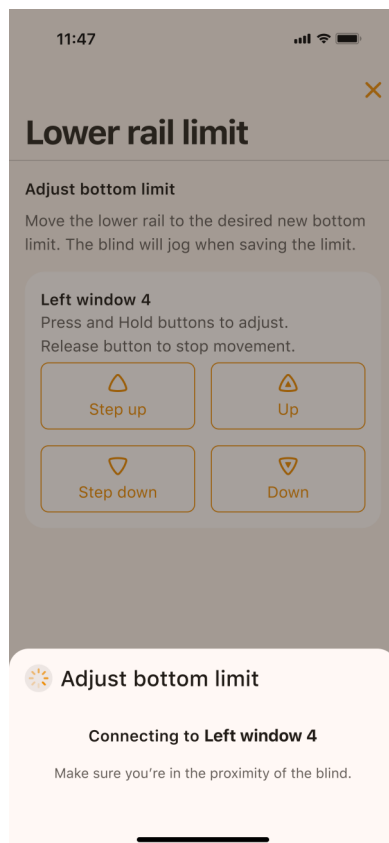 11:47
Lower rail limit
Adjust bottom limit
Move the lower rail to the desired new bottom
limit. The blind will jog when saving the limit.
Left window 4
Press and Hold buttons to adjust.
Release button to stop movement.
Step up
Up
Step down
Down
Adjust bottom limit
Connecting to Left window 4
Make sure you’re in the proximity of the blind.